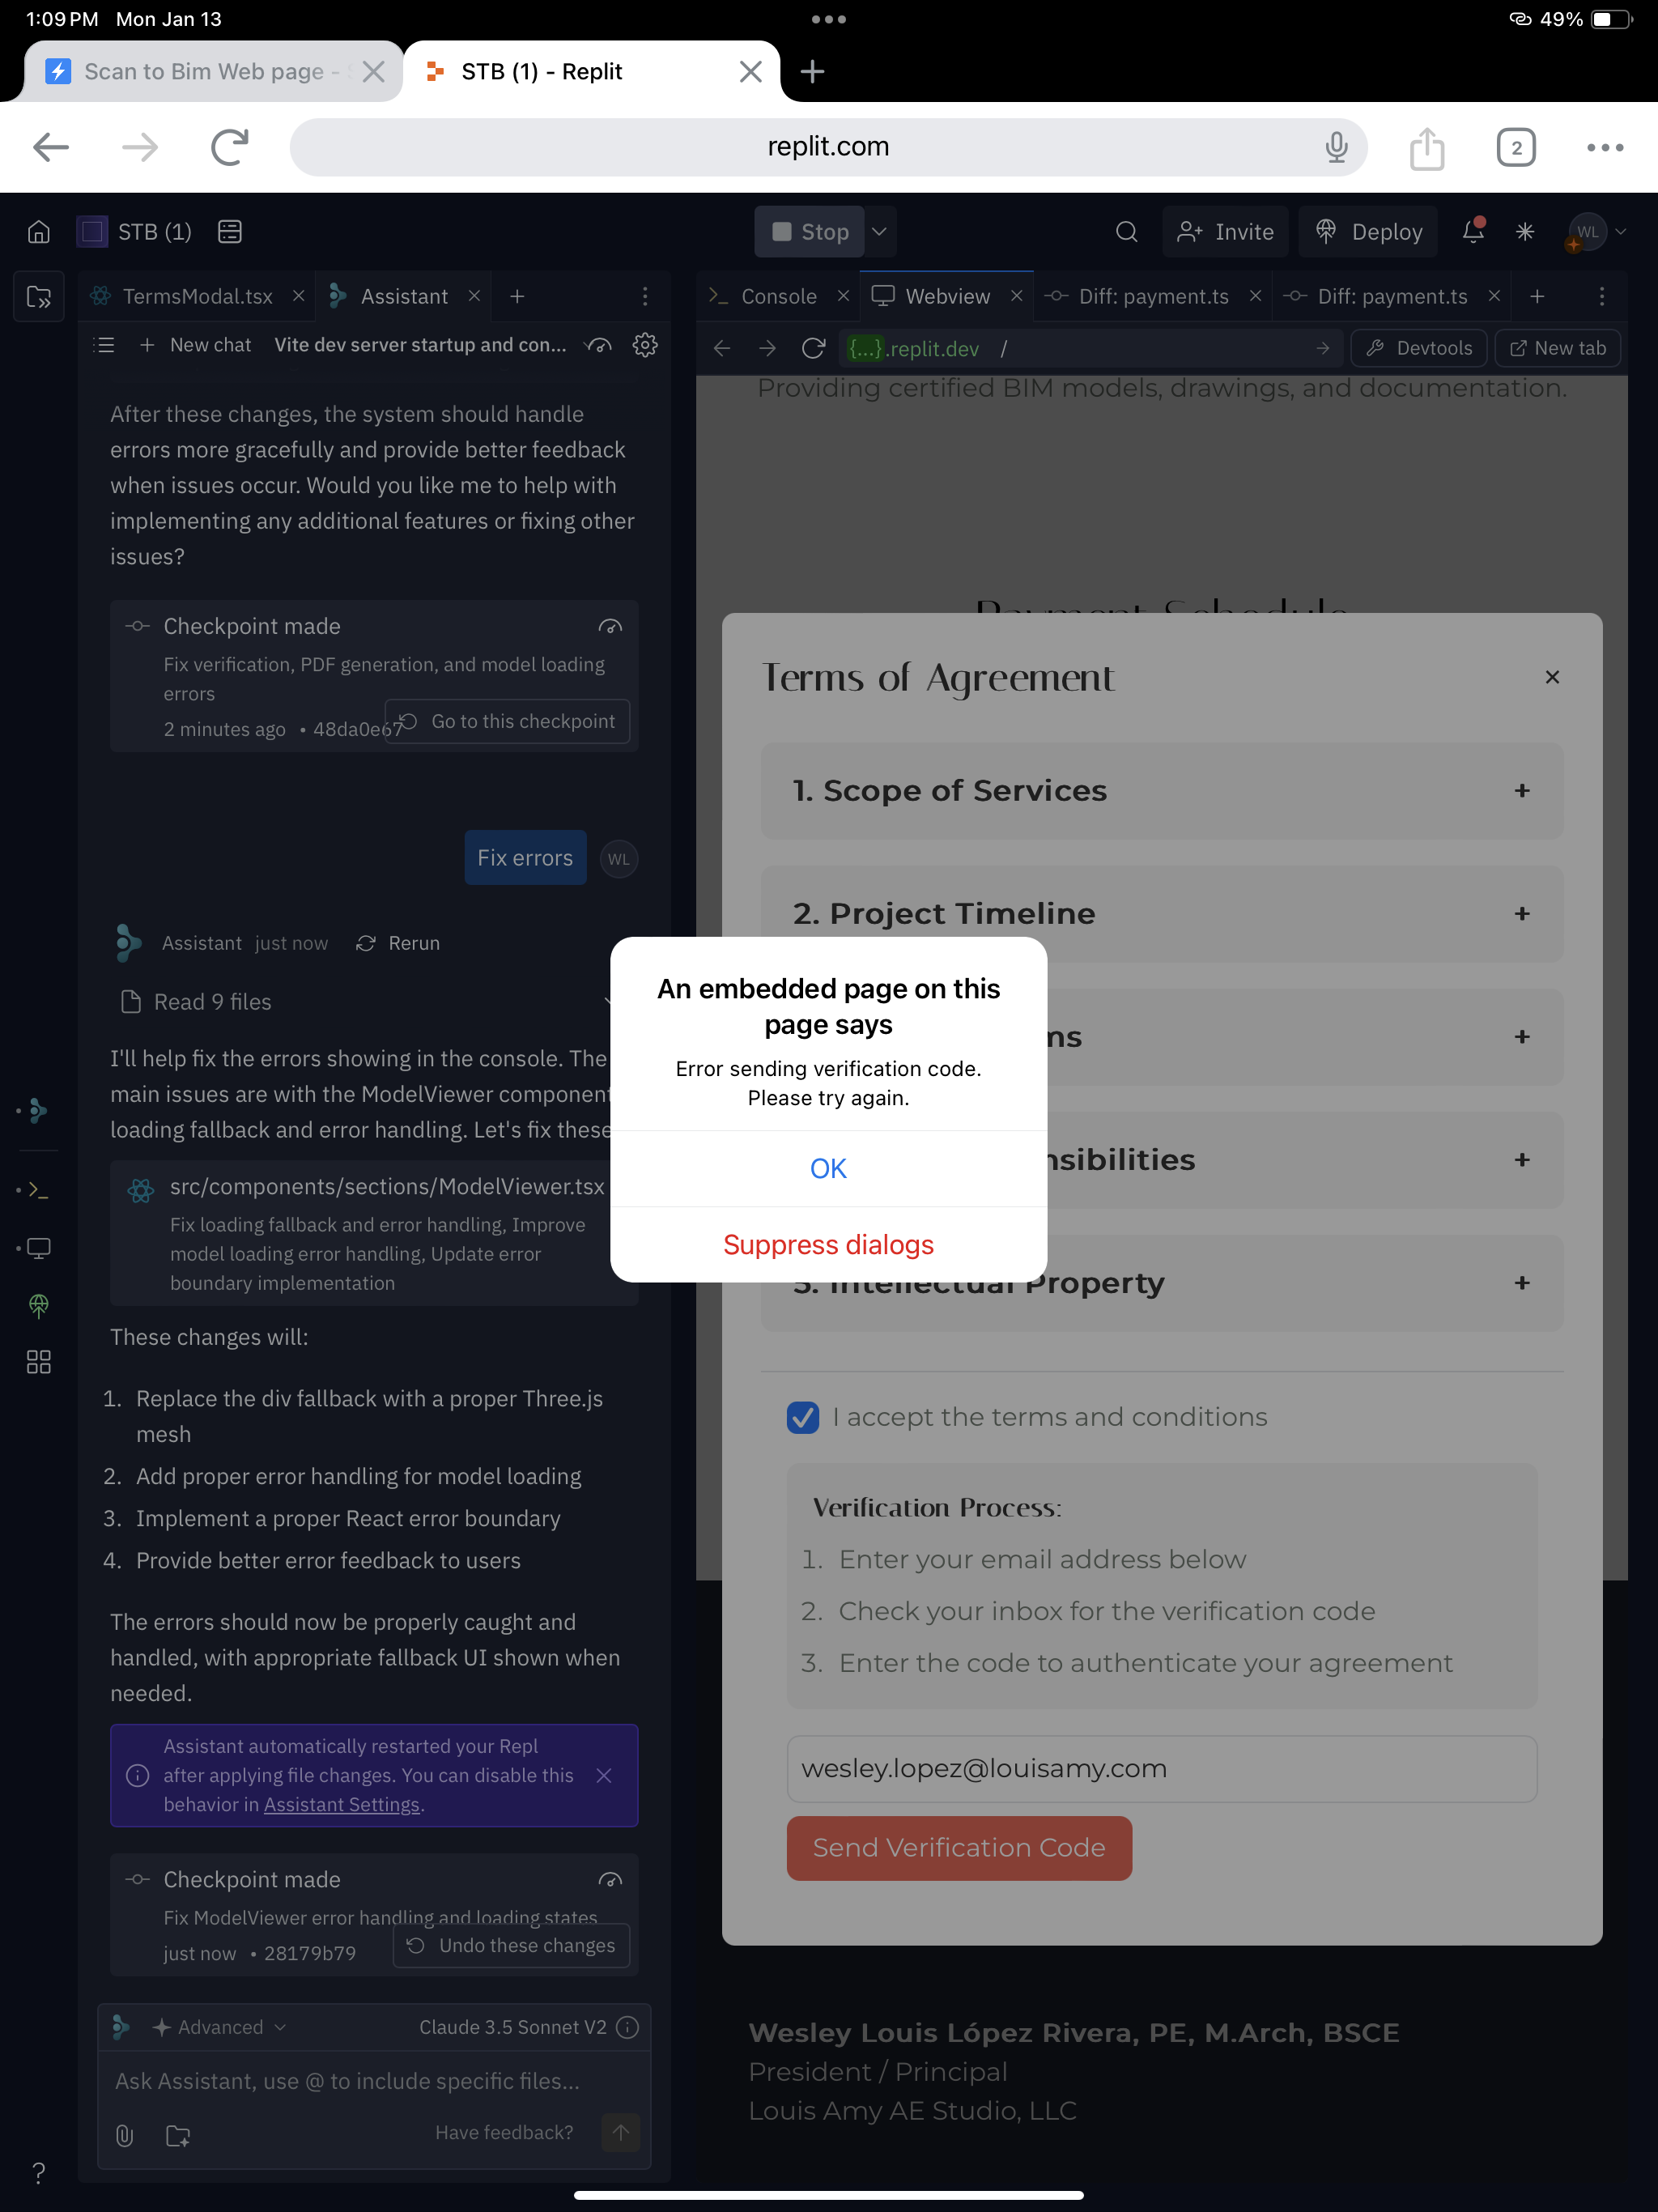 1:09 PM Mon Jan 13
49%
Scan to Bim Web page -
STB (1) - Replit
replit.com
2
STB (1)
Stop
Invite
Deploy
WL
TermsModal.tsx
Assistant
Console
Webview
Diff: payment.ts
Diff: payment.ts
New chat
Vite dev server startup and con...
{...}.replit.dev /
Devtools
New tab
After these changes, the system should handle
errors more gracefully and provide better feedback
when issues occur. Would you like me to help with
implementing any additional features or fixing other
issues?
Checkpoint made
Fix verification, PDF generation, and model loading
errors
2 minutes ago • 48da0e67
Go to this checkpoint
Fix errors
WL
Assistant just now
Rerun
Read 9 files
I'll help fix the errors showing in the console. The
main issues are with the ModelViewer component
loading fallback and error handling. Let's fix these
src/components/sections/ModelViewer.tsx
Fix loading fallback and error handling, Improve
model loading error handling, Update error
boundary implementation
These changes will:
1. Replace the div fallback with a proper Three.js
mesh
2. Add proper error handling for model loading
3. Implement a proper React error boundary
4. Provide better error feedback to users
The errors should now be properly caught and
handled, with appropriate fallback UI shown when
needed.
Assistant automatically restarted your Repl
after applying file changes. You can disable this
behavior in Assistant Settings.
Checkpoint made
Fix ModelViewer error handling and loading states
just now • 28179b79
Undo these changes
Advanced
Claude 3.5 Sonnet V2
Ask Assistant, use @ to include specific files...
Have feedback?
?
Providing certified BIM models, drawings, and documentation.
Payment Schedule
Terms of Agreement
1. Scope of Services
+
2. Project Timeline
+
ms
+
nsibilities
+
5. Intellectual Property
+
An embedded page on this
page says
Error sending verification code.
Please try again.
OK
Suppress dialogs
I accept the terms and conditions
Verification Process:
1. Enter your email address below
2. Check your inbox for the verification code
3. Enter the code to authenticate your agreement
wesley.lopez@louisamy.com
Send Verification Code
Wesley Louis López Rivera, PE, M.Arch, BSCE
President / Principal
Louis Amy AE Studio, LLC